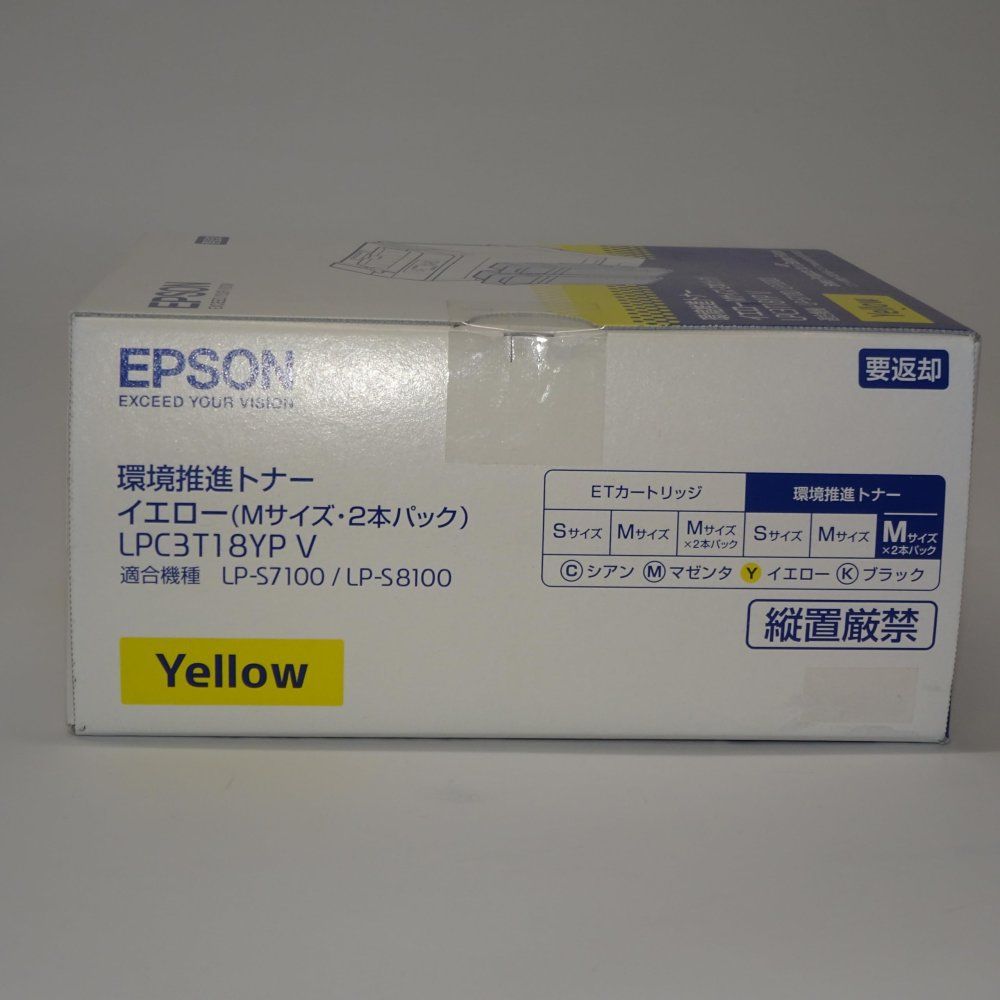 EPSON
Yellow
EPSON
EXCEED YOUR VISION
要返却
環境推進トナー
イエロー(Mサイズ・2本パック)
LPC3T18YP V
適合機種 LP-S7100 / LP-S8100
ETカートリッジ 環境推進トナー
Sサイズ Mサイズ Mサイズ×2本パック Sサイズ Mサイズ Mサイズ×2本パック
Ⓒシアン Ⓜマゼンタ Ⓨイエロー Ⓚブラック
縦置厳禁
Yellow